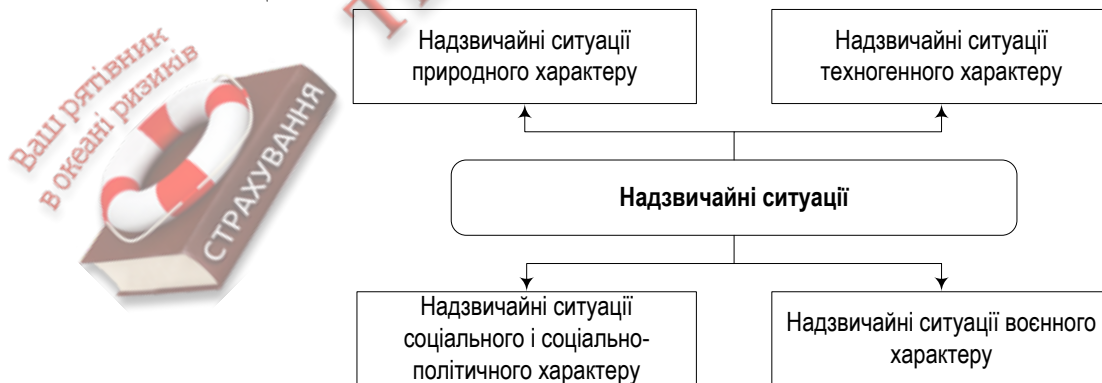 Ваш рятівник
в океані ризиків
СТРАХУВАННЯ
Надзвичайні ситуації
природного характеру
Надзвичайні ситуації
техногенного характеру
Надзвичайні ситуації
Надзвичайні ситуації
соціального і соціально-
політичного характеру
Надзвичайні ситуації воєнного
характеру